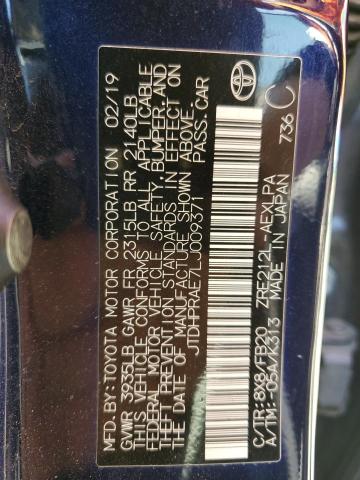 MFD.BY:TOYOTA MOTOR CORPORATION 02/19
GVWR 3935LB GAWR FR 2315LB RR 2140LB
THIS VEHICLE CONFORMS TO ALL APPLICABLE
FEDERAL MOTOR VEHICLE SAFETY, BUMPER, AND
THEFT PREVENTION STANDARDS IN EFFECT ON
THE DATE OF MANUFACTURE SHOWN ABOVE.
JTDHPRAE7LJ069371 PASS.CAR
C/TR:8X8/FB20 ZRE212L-AEXLPA
A/TM:-05A/K313 MADE IN JAPAN 736 C